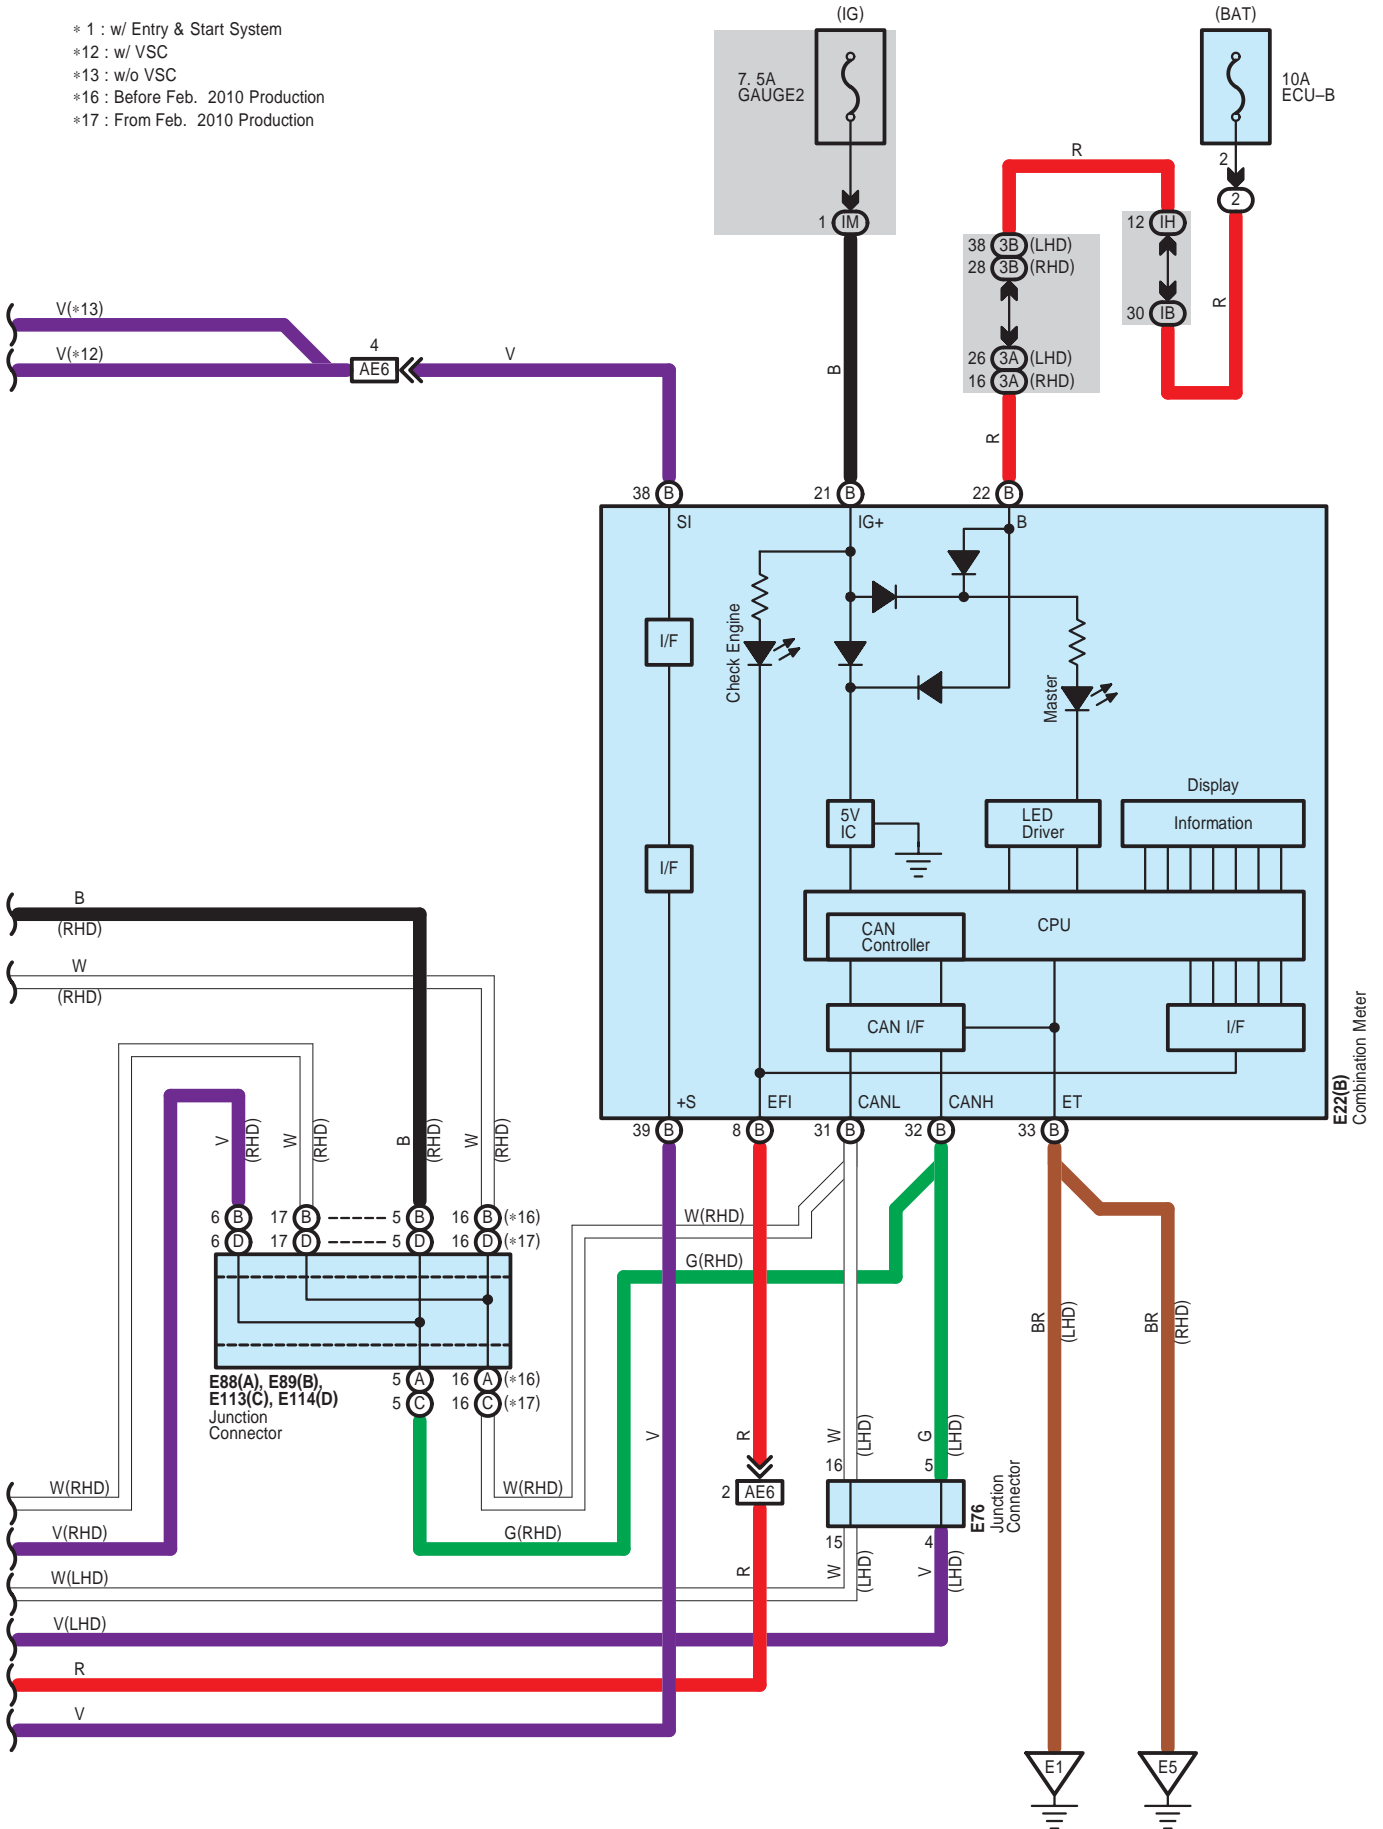 ∗ 1 : w/ Entry & Start System
∗12 : w/ VSC
∗13 : w/o VSC
∗16 : Before Feb. 2010 Production
∗17 : From Feb. 2010 Production
(IG)
(BAT)
7. 5A
GAUGE2
10A
ECU–B
2
2
R
1 IM
12 IH
38 3B (LHD)
28 3B (RHD)
30 IB
R
26 3A (LHD)
16 3A (RHD)
V(∗13)
V(∗12)
4
AE6
V
B
R
38 B
21 B
22 B
SI
IG+
B
I/F
Check Engine
Master
I/F
5V
IC
LED
Driver
Display
Information
CAN
Controller
CPU
CAN I/F
I/F
+S
EFI
CANL
CANH
ET
E22(B)
Combination Meter
39 B
8 B
31 B
32 B
33 B
B
(RHD)
W
(RHD)
V
(RHD)
W
(RHD)
B
(RHD)
W
(RHD)
6 B
17 B
5 B
16 B (∗16)
6 D
17 D
5 D
16 D (∗17)
W(RHD)
G(RHD)
5 A
16 A (∗16)
5 C
16 C (∗17)
E88(A), E89(B),
E113(C), E114(D)
Junction
Connector
BR
(LHD)
BR
(RHD)
V
R
W
(LHD)
G
(LHD)
16
5
2 AE6
E76
Junction
Connector
15
4
W(RHD)
W(RHD)
V(RHD)
G(RHD)
R
W
(LHD)
V
(LHD)
W(LHD)
V(LHD)
R
V
E1
E5